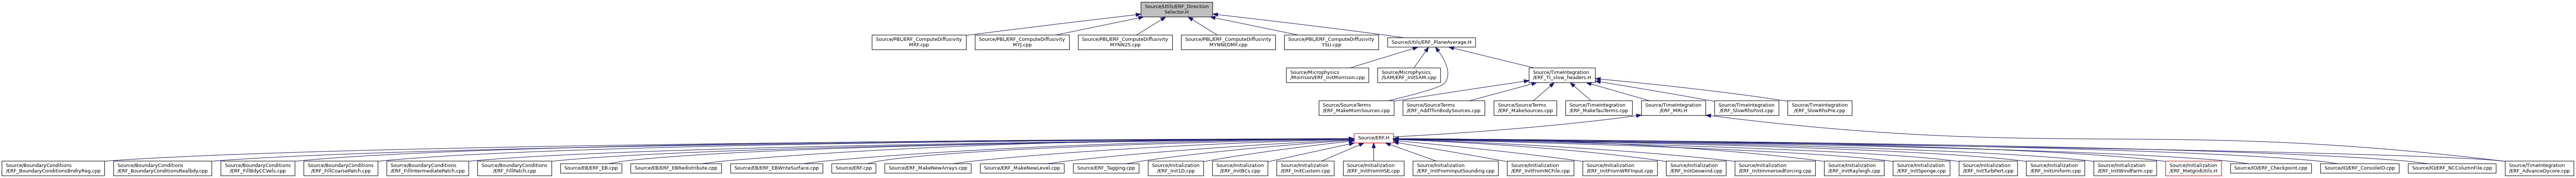 Source/Utils/ERF_Direction
Selector.H
Source/PBL/ERF_ComputeDiffusivity
MRF.cpp
Source/PBL/ERF_ComputeDiffusivity
MYJ.cpp
Source/PBL/ERF_ComputeDiffusivity
MYNN25.cpp
Source/PBL/ERF_ComputeDiffusivity
MYNNEDMF.cpp
Source/PBL/ERF_ComputeDiffusivity
YSU.cpp
Source/Utils/ERF_PlaneAverage.H
Source/Microphysics
/Morrison/ERF_InitMorrison.cpp
Source/Microphysics
/SAM/ERF_InitSAM.cpp
Source/TimeIntegration
/ERF_TI_slow_headers.H
Source/SourceTerms
/ERF_MakeMomSources.cpp
Source/SourceTerms
/ERF_AddThinBodySources.cpp
Source/SourceTerms
/ERF_MakeSources.cpp
Source/TimeIntegration
/ERF_MakeTauTerms.cpp
Source/TimeIntegration
/ERF_MRI.H
Source/TimeIntegration
/ERF_SlowRhsPost.cpp
Source/TimeIntegration
/ERF_SlowRhsPre.cpp
Source/ERF.H
Source/BoundaryConditions
/ERF_BoundaryConditionsBndryReg.cpp
Source/BoundaryConditions
/ERF_BoundaryConditionsRealbdy.cpp
Source/BoundaryConditions
/ERF_FillBdyCCVels.cpp
Source/BoundaryConditions
/ERF_FillCoarsePatch.cpp
Source/BoundaryConditions
/ERF_FillIntermediatePatch.cpp
Source/BoundaryConditions
/ERF_FillPatch.cpp
Source/EB/ERF_EB.cpp
Source/EB/ERF_EBRedistribute.cpp
Source/EB/ERF_EBWriteSurface.cpp
Source/ERF.cpp
Source/ERF_MakeNewArrays.cpp
Source/ERF_MakeNewLevel.cpp
Source/ERF_Tagging.cpp
Source/Initialization
/ERF_Init1D.cpp
Source/Initialization
/ERF_InitBCs.cpp
Source/Initialization
/ERF_InitCustom.cpp
Source/Initialization
/ERF_InitFromHSE.cpp
Source/Initialization
/ERF_InitFromInputSounding.cpp
Source/Initialization
/ERF_InitFromNCFile.cpp
Source/Initialization
/ERF_InitFromWRFInput.cpp
Source/Initialization
/ERF_InitGeowind.cpp
Source/Initialization
/ERF_InitImmersedForcing.cpp
Source/Initialization
/ERF_InitRayleigh.cpp
Source/Initialization
/ERF_InitSponge.cpp
Source/Initialization
/ERF_InitTurbPert.cpp
Source/Initialization
/ERF_InitUniform.cpp
Source/Initialization
/ERF_InitWindFarm.cpp
Source/Initialization
/ERF_MetgridUtils.H
Source/IO/ERF_Checkpoint.cpp
Source/IO/ERF_ConsoleIO.cpp
Source/IO/ERF_NCColumnFile.cpp
Source/TimeIntegration
/ERF_AdvanceDycore.cpp